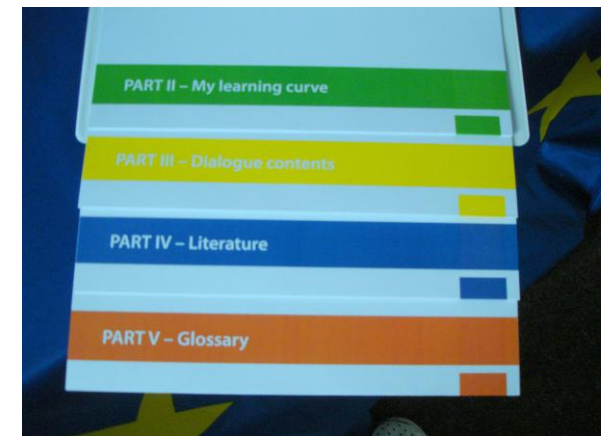 PART II – My learning curve
PART III – Dialogue contents
PART IV – Literature
PART V – Glossary